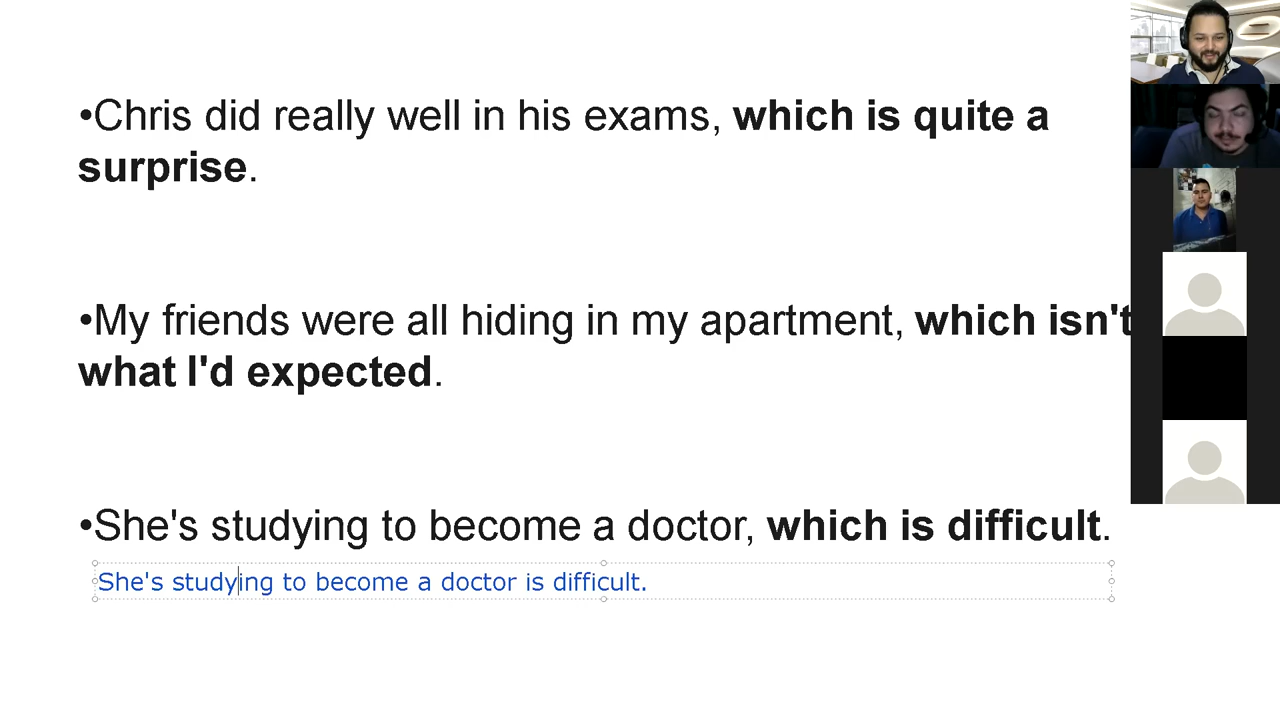 •Chris did really well in his exams, which is quite a
surprise.
•My friends were all hiding in my apartment, which isn't
what I'd expected.
•She's studying to become a doctor, which is difficult.
She's studying to become a doctor is difficult.